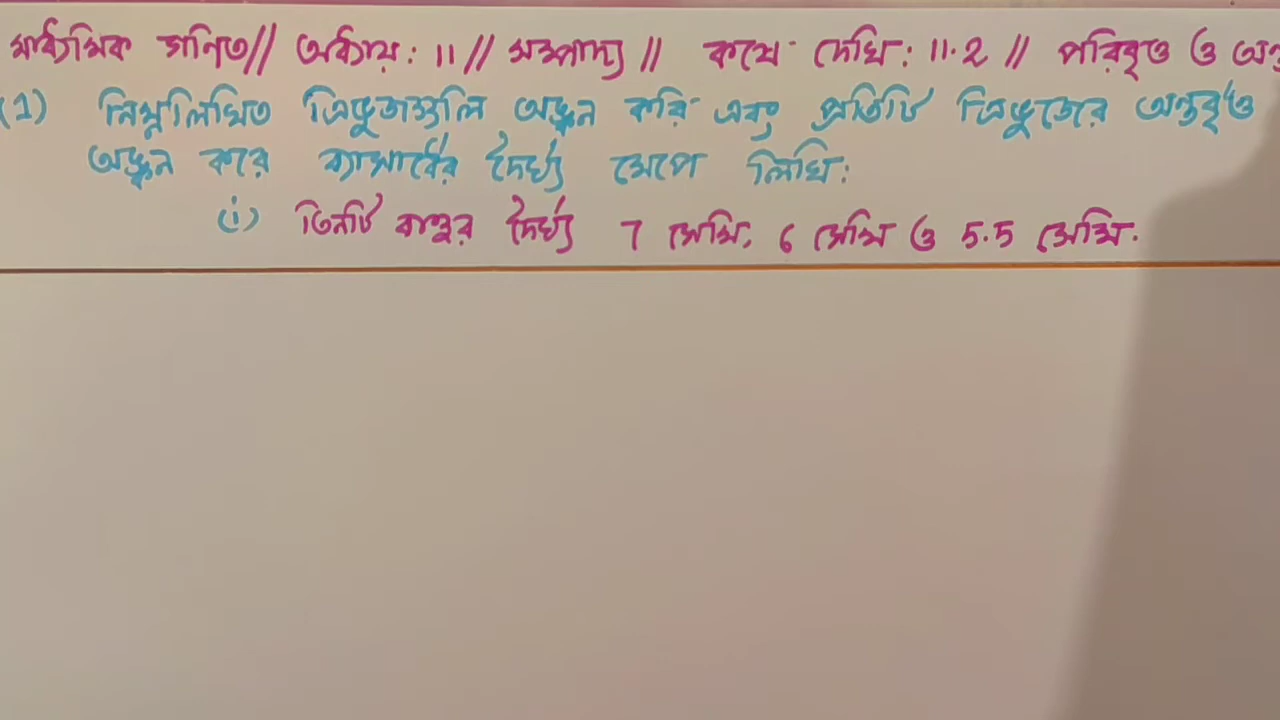 মাধ্যমিক গণিত// অধ্যায়: 11// সম্পাদ্য // কষে দেখি: 11.2 // পরিবৃত্ত ও
(1) নিম্নলিখিত ত্রিভুজগুলি অঙ্কন করি এবং প্রতিটি ত্রিভুজের অন্তর্বৃত্ত
অঙ্কন করে ব্যাসার্ধের দৈর্ঘ্য মেপে লিখি:
(i) তিনটি বাহুর দৈর্ঘ্য 7 সেমি, 6 সেমি ও 5.5 সেমি.